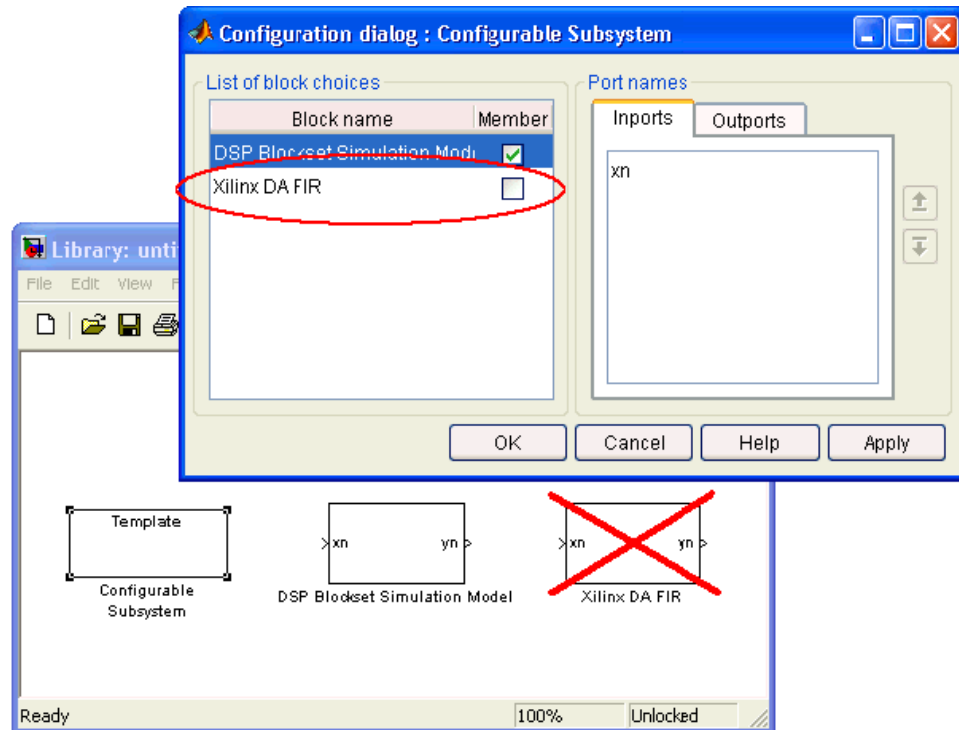 Configuration dialog : Configurable Subsystem
List of block choices
Block name Member
DSP Blockset Simulation Mod
Xilinx DA FIR
Port names
Inports Outports
xn
OK Cancel Help Apply
Library: unti
File Edit View F
Template
Configurable
Subsystem
xn yn
DSP Blockset Simulation Model
xn yn
Xilinx DA FIR
Ready 100% Unlocked